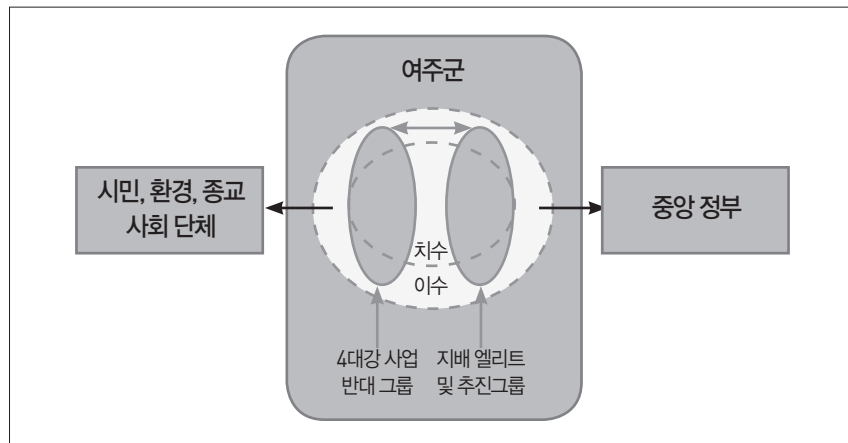 여주군
시민, 환경, 종교
사회 단체
중앙 정부
치수
이수
4대강 사업
반대 그룹
지배 엘리트
및 추진그룹